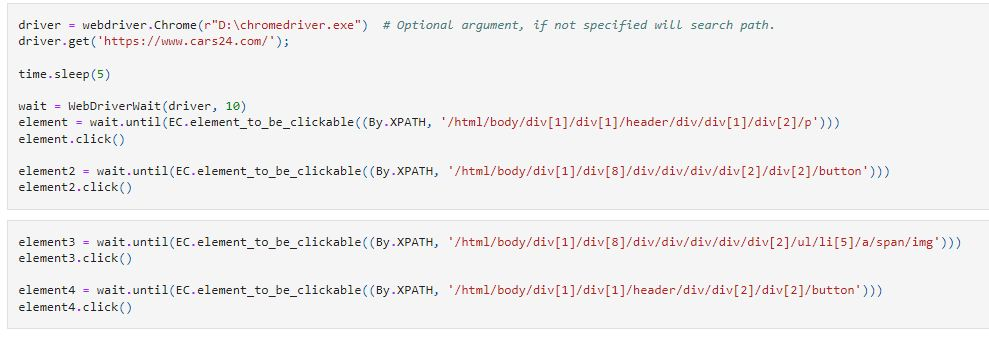 driver = webdriver.Chrome(r"D:\chromedriver.exe")  # Optional argument, if not specified will search path.
driver.get('https://www.cars24.com/');
time.sleep(5)
wait = WebDriverWait(driver, 10)
element = wait.until(EC.element_to_be_clickable((By.XPATH, '/html/body/div[1]/div[1]/header/div/div[1]/div[2]/p')))
element.click()
element2 = wait.until(EC.element_to_be_clickable((By.XPATH, '/html/body/div[1]/div[8]/div/div/div/div[2]/div[2]/button')))
element2.click()
element3 = wait.until(EC.element_to_be_clickable((By.XPATH, '/html/body/div[1]/div[8]/div/div/a/div/div/div[2]/ul/li[5]/a/span/img')))
element3.click()
element4 = wait.until(EC.element_to_be_clickable((By.XPATH, '/html/body/div[1]/div[1]/header/div/div[2]/div[2]/button')))
element4.click()